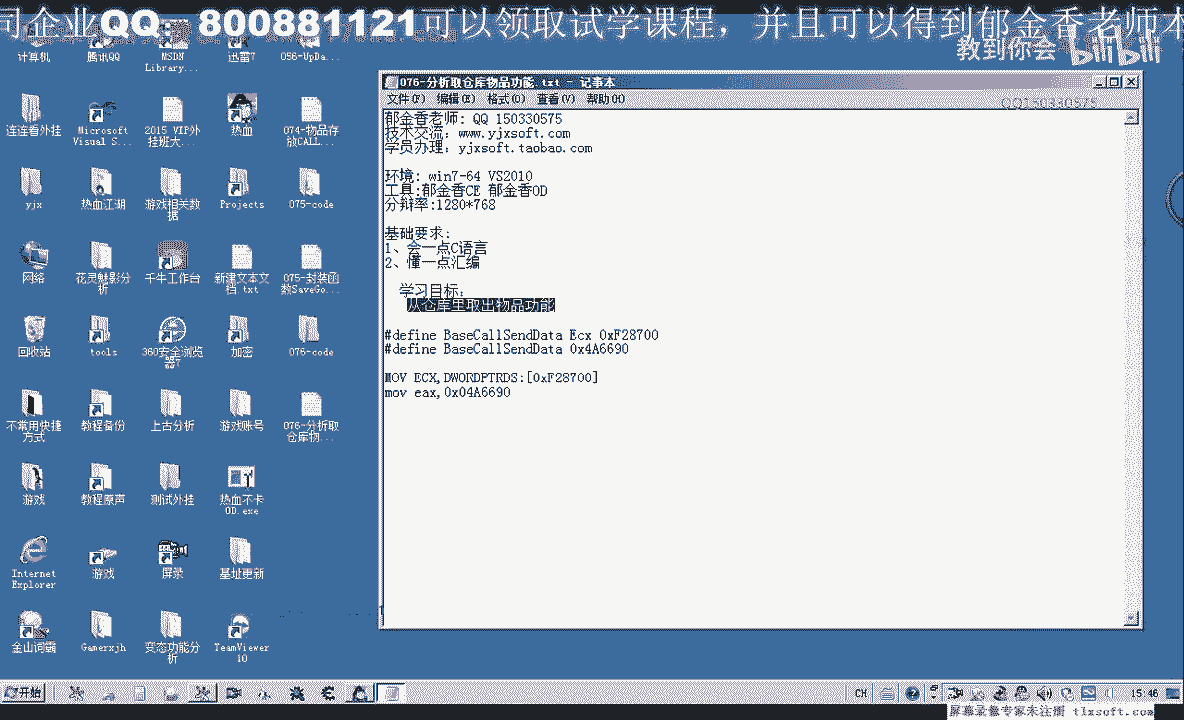 司企业QQ：800881121可以领取试学课程，并且可以得到郁金香老师本
教到你会 bilibili
计算机
腾讯QQ
MSDN Library...
迅雷7
056-UpDa...
连连看外挂
Microsoft Visual S...
2015 VIP外挂班大...
热血
074-物品存放CALL...
yjx
热血江湖
游戏相关数据
Projects
075-code
网络
花灵魅影分析
千牛工作台
新建文本文档.txt
075-封装函数SaveGo...
回收站
tools
360安全浏览器7
加密
076-code
不常用快捷方式
教程备份
上古分析
游戏账号
076-分析取仓库物...
游戏
教程原声
测试外挂
热血不卡OD.exe
Internet Explorer
游戏
屏录
基址更新
金山词霸
Gamerxjh
变态功能分析
TeamViewer 10
076-分析取仓库物品功能.txt - 记事本
文件(F) 编辑(E) 格式(O) 查看(V) 帮助(H)
QQ150330575
郁金香老师: QQ 150330575
技术交流: www.yjxsoft.com
学员办理: yjxsoft.taobao.com
环境: win7-64 VS2010
工具:郁金香CE 郁金香OD
分辩率:1280*768
基础要求:
1、会一点C语言
2、懂一点汇编
学习目标:
从仓库里取出物品功能
#define BaseCallSendData_Ecx 0xF28700
#define BaseCallSendData 0x4A6690
MOV ECX,DWORDPTRDS:[0xF28700]
mov eax,0x04A6690
开始
CH
15:46
屏幕录像专家未注册 tlxsoft.com